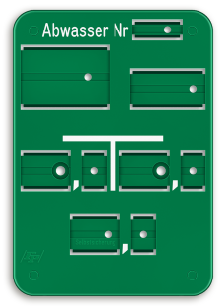 Abwasser Nr
, ,
,